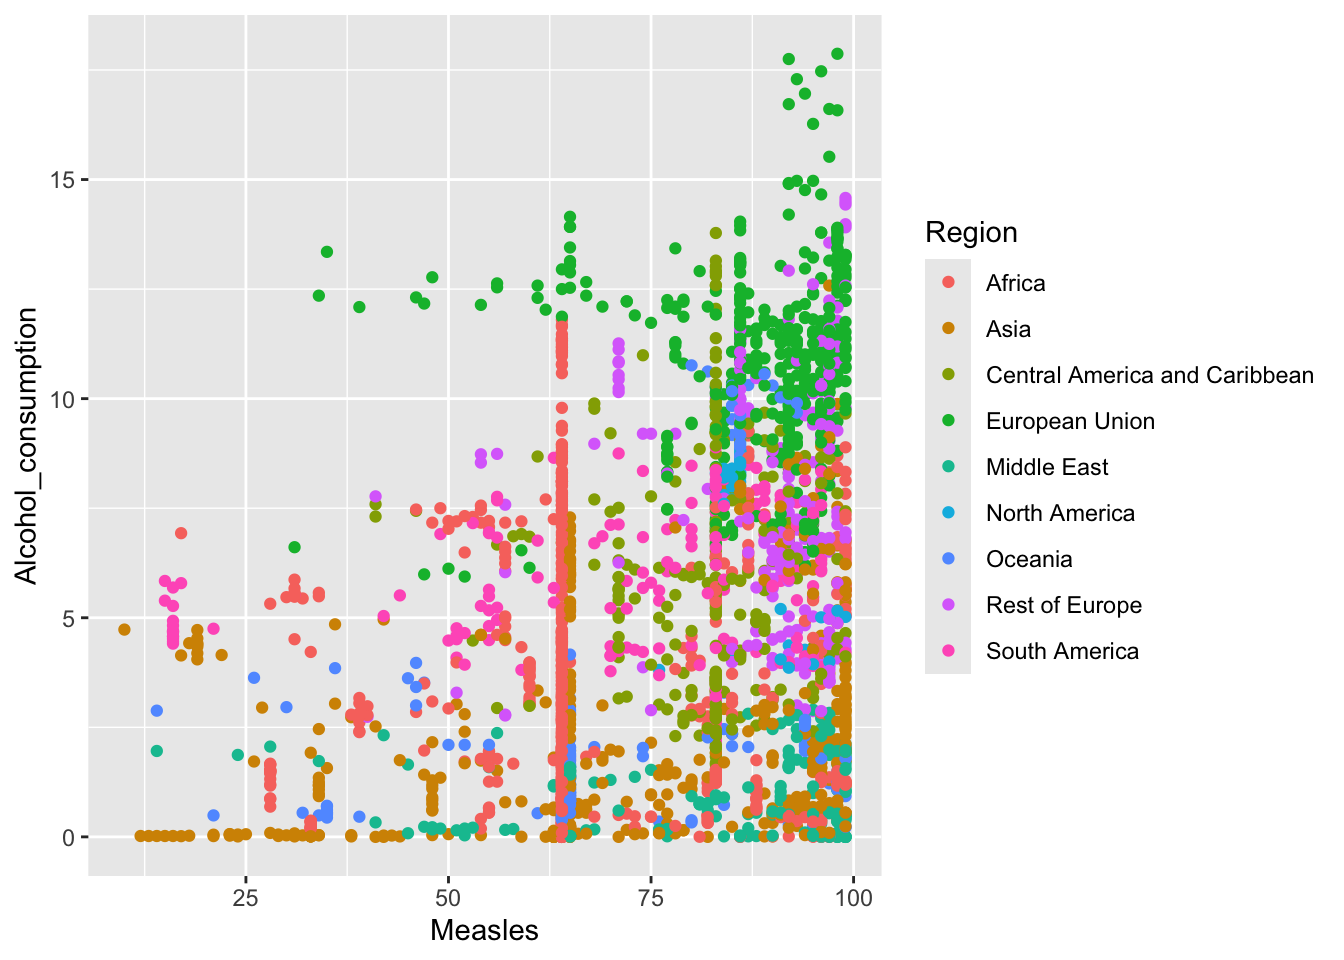 15
10
5
0
Alcohol_consumption
25 50 75 100
Measles
Region
Africa
Asia
Central America and Caribbean
European Union
Middle East
North America
Oceania
Rest of Europe
South America